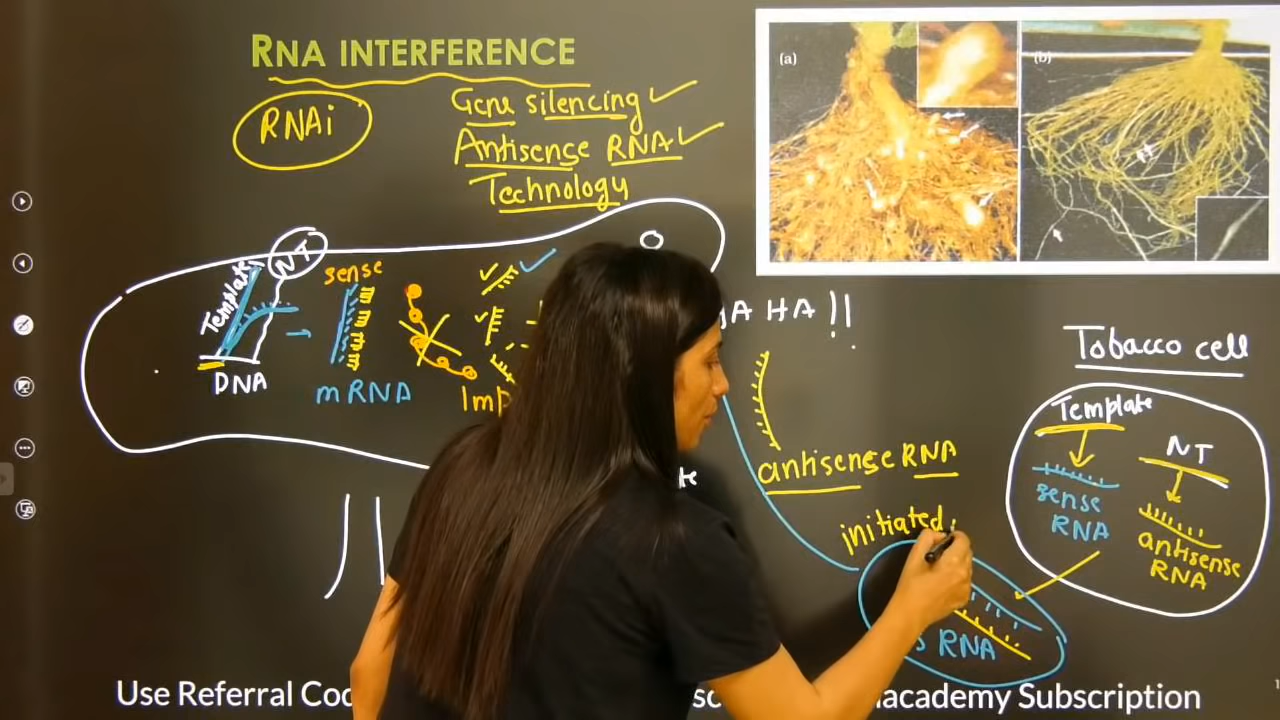 RNA INTERFERENCE
RNAi
Gene silencing
Antisense RNA
Technology
(a)
(b)
Template
NT
DNA
sense
mRNA
HA !!
antisense RNA
initiated
RNA
Tobacco cell
Template
sense
RNA
NT
antisense
RNA
Use Referral Cod
academy Subscription